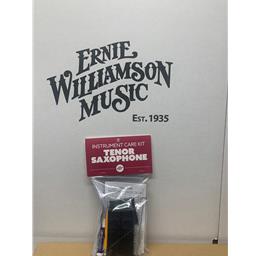 ERNIE
WILLIAMSON
MUSIC
EST. 1935
INSTRUMENT CARE KIT
TENOR
SAXOPHONE